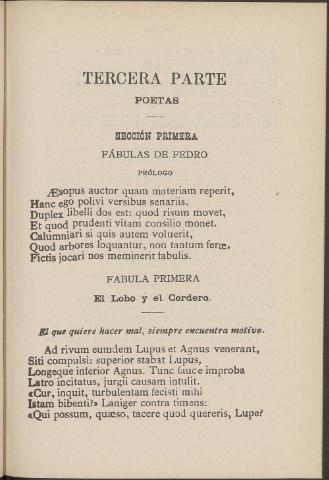 TERCERA PARTE
POETAS
SECCIÓN PRIMERA
FÁBULAS DE FEDRO
PRÓLOGO
Æsopus auctor quam materiam reperit,
Hanc ego polivi versibus senariis.
Duplex libelli dos est: quod risum movet,
Et quod prudenti vitam consilio monet.
Calumniari si quis autem voluerit,
Quod arbores loquantur, non tantum feræ,
Fictis jocari nos meminerit tabulis.
FABULA PRIMERA
El Lobo y el Cordero.
El que quiere hacer mal, siempre encuentra motivo.
Ad rivum eumdem Lupus et Agnus venerant,
Siti compulsi: superior stabat Lupus,
Longeque inferior Agnus. Tunc fauce improba
Latro incitatus, jurgii causam intulit.
«Cur, inquit, turbulentam fecisti mihi
Istam bibenti?» Laniger contra timens:
«Qui possum, quæso, tacere quod quereris, Lupe?